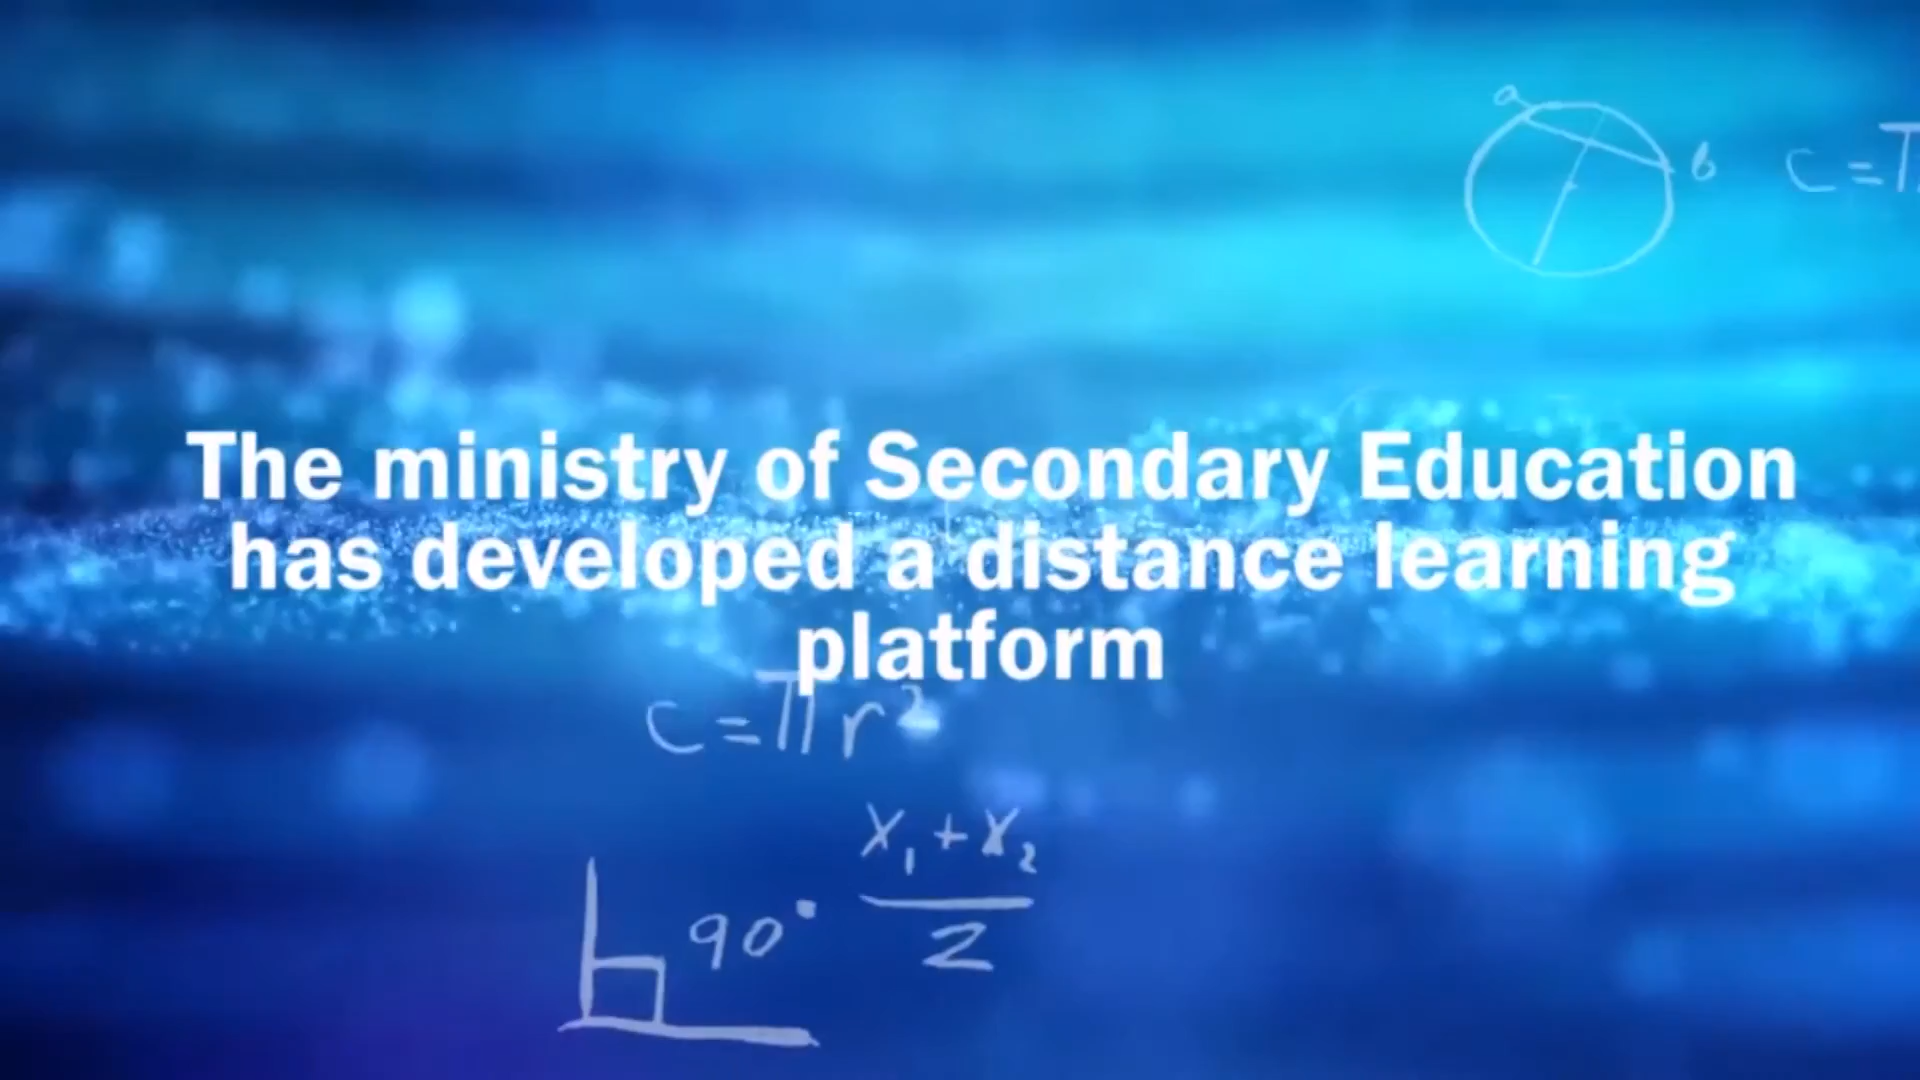 a
b
c=π
The ministry of Secondary Education
has developed a distance learning
platform
c=πr²
x₁+x₂
90°
2